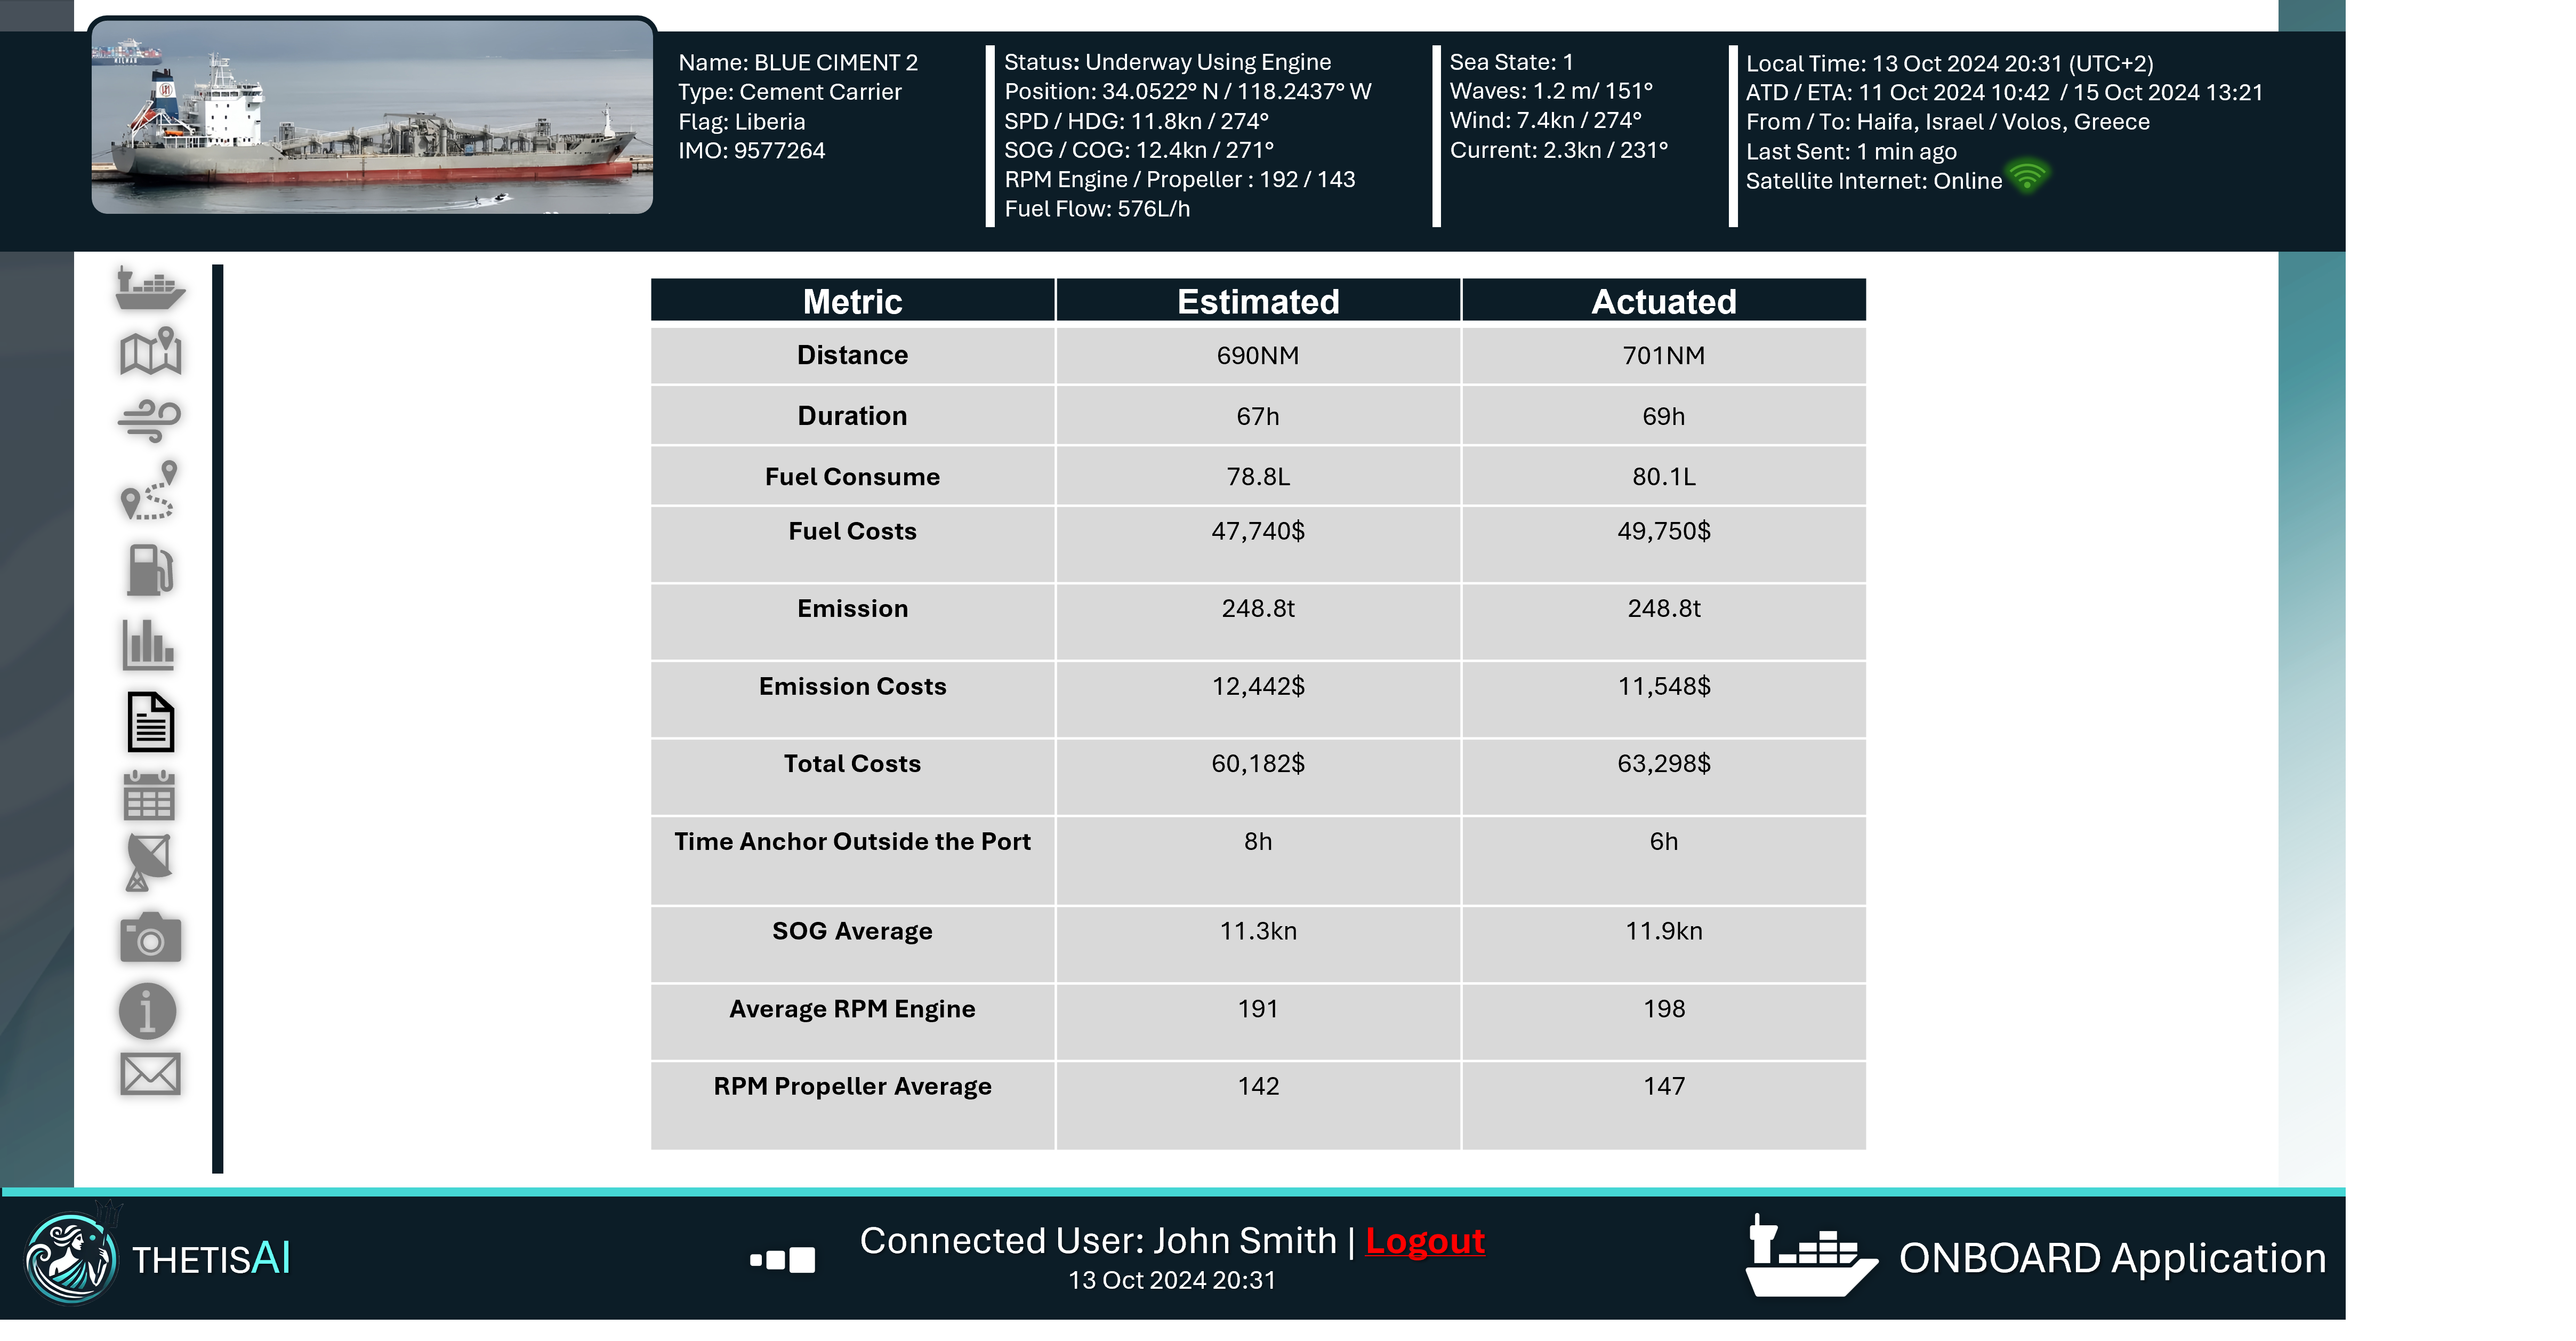 Name: BLUE CIMENT 2
Type: Cement Carrier
Flag: Liberia
IMO: 9577264
Status: Underway Using Engine
Position: 34.0522° N / 118.2437° W
SPD / HDG: 11.8kn / 274°
SOG / COG: 12.4kn / 271°
RPM Engine / Propeller : 192 / 143
Fuel Flow: 576L/h
Sea State: 1
Waves: 1.2 m/ 151°
Wind: 7.4kn / 274°
Current: 2.3kn / 231°
Local Time: 13 Oct 2024 20:31 (UTC+2)
ATD / ETA: 11 Oct 2024 10:42 / 15 Oct 2024 13:21
From / To: Haifa, Israel / Volos, Greece
Last Sent: 1 min ago
Satellite Internet: Online
Metric Estimated Actuated
Distance 690NM 701NM
Duration 67h 69h
Fuel Consume 78.8L 80.1L
Fuel Costs 47,740$ 49,750$
Emission 248.8t 248.8t
Emission Costs 12,442$ 11,548$
Total Costs 60,182$ 63,298$
Time Anchor Outside the Port 8h 6h
SOG Average 11.3kn 11.9kn
Average RPM Engine 191 198
RPM Propeller Average 142 147
THETISAI
Connected User: John Smith | Logout
13 Oct 2024 20:31
ONBOARD Application